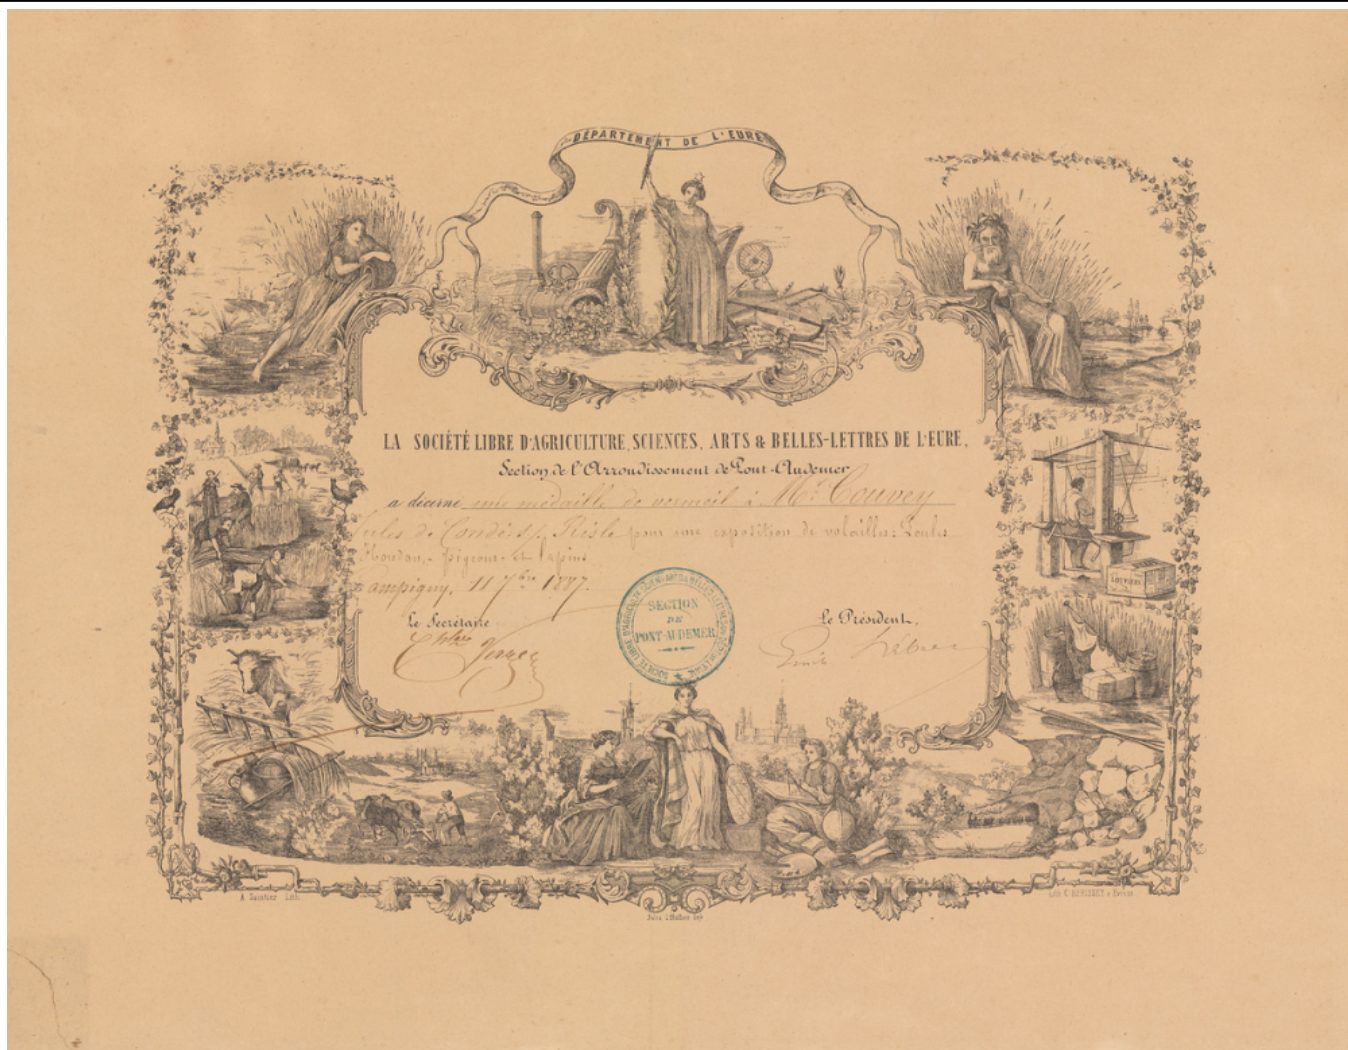 DÉPARTEMENT DE L'EURE
LA SOCIÉTÉ LIBRE D'AGRICULTURE, SCIENCES, ARTS & BELLES-LETTRES DE L'EURE,
Section de l'Arrondissement de Pont-Audemer
a décerné une médaille de vermeil à Mr. Couvey
de Condé s/ Risle pour une exposition de volailles: Poules
Houdan, pigeons et lapins
Campigny, 11 7bre 1887.
Le Secrétaire
Le Président,
SECTION
DE
PONT-AUDEMER
A. Lith.